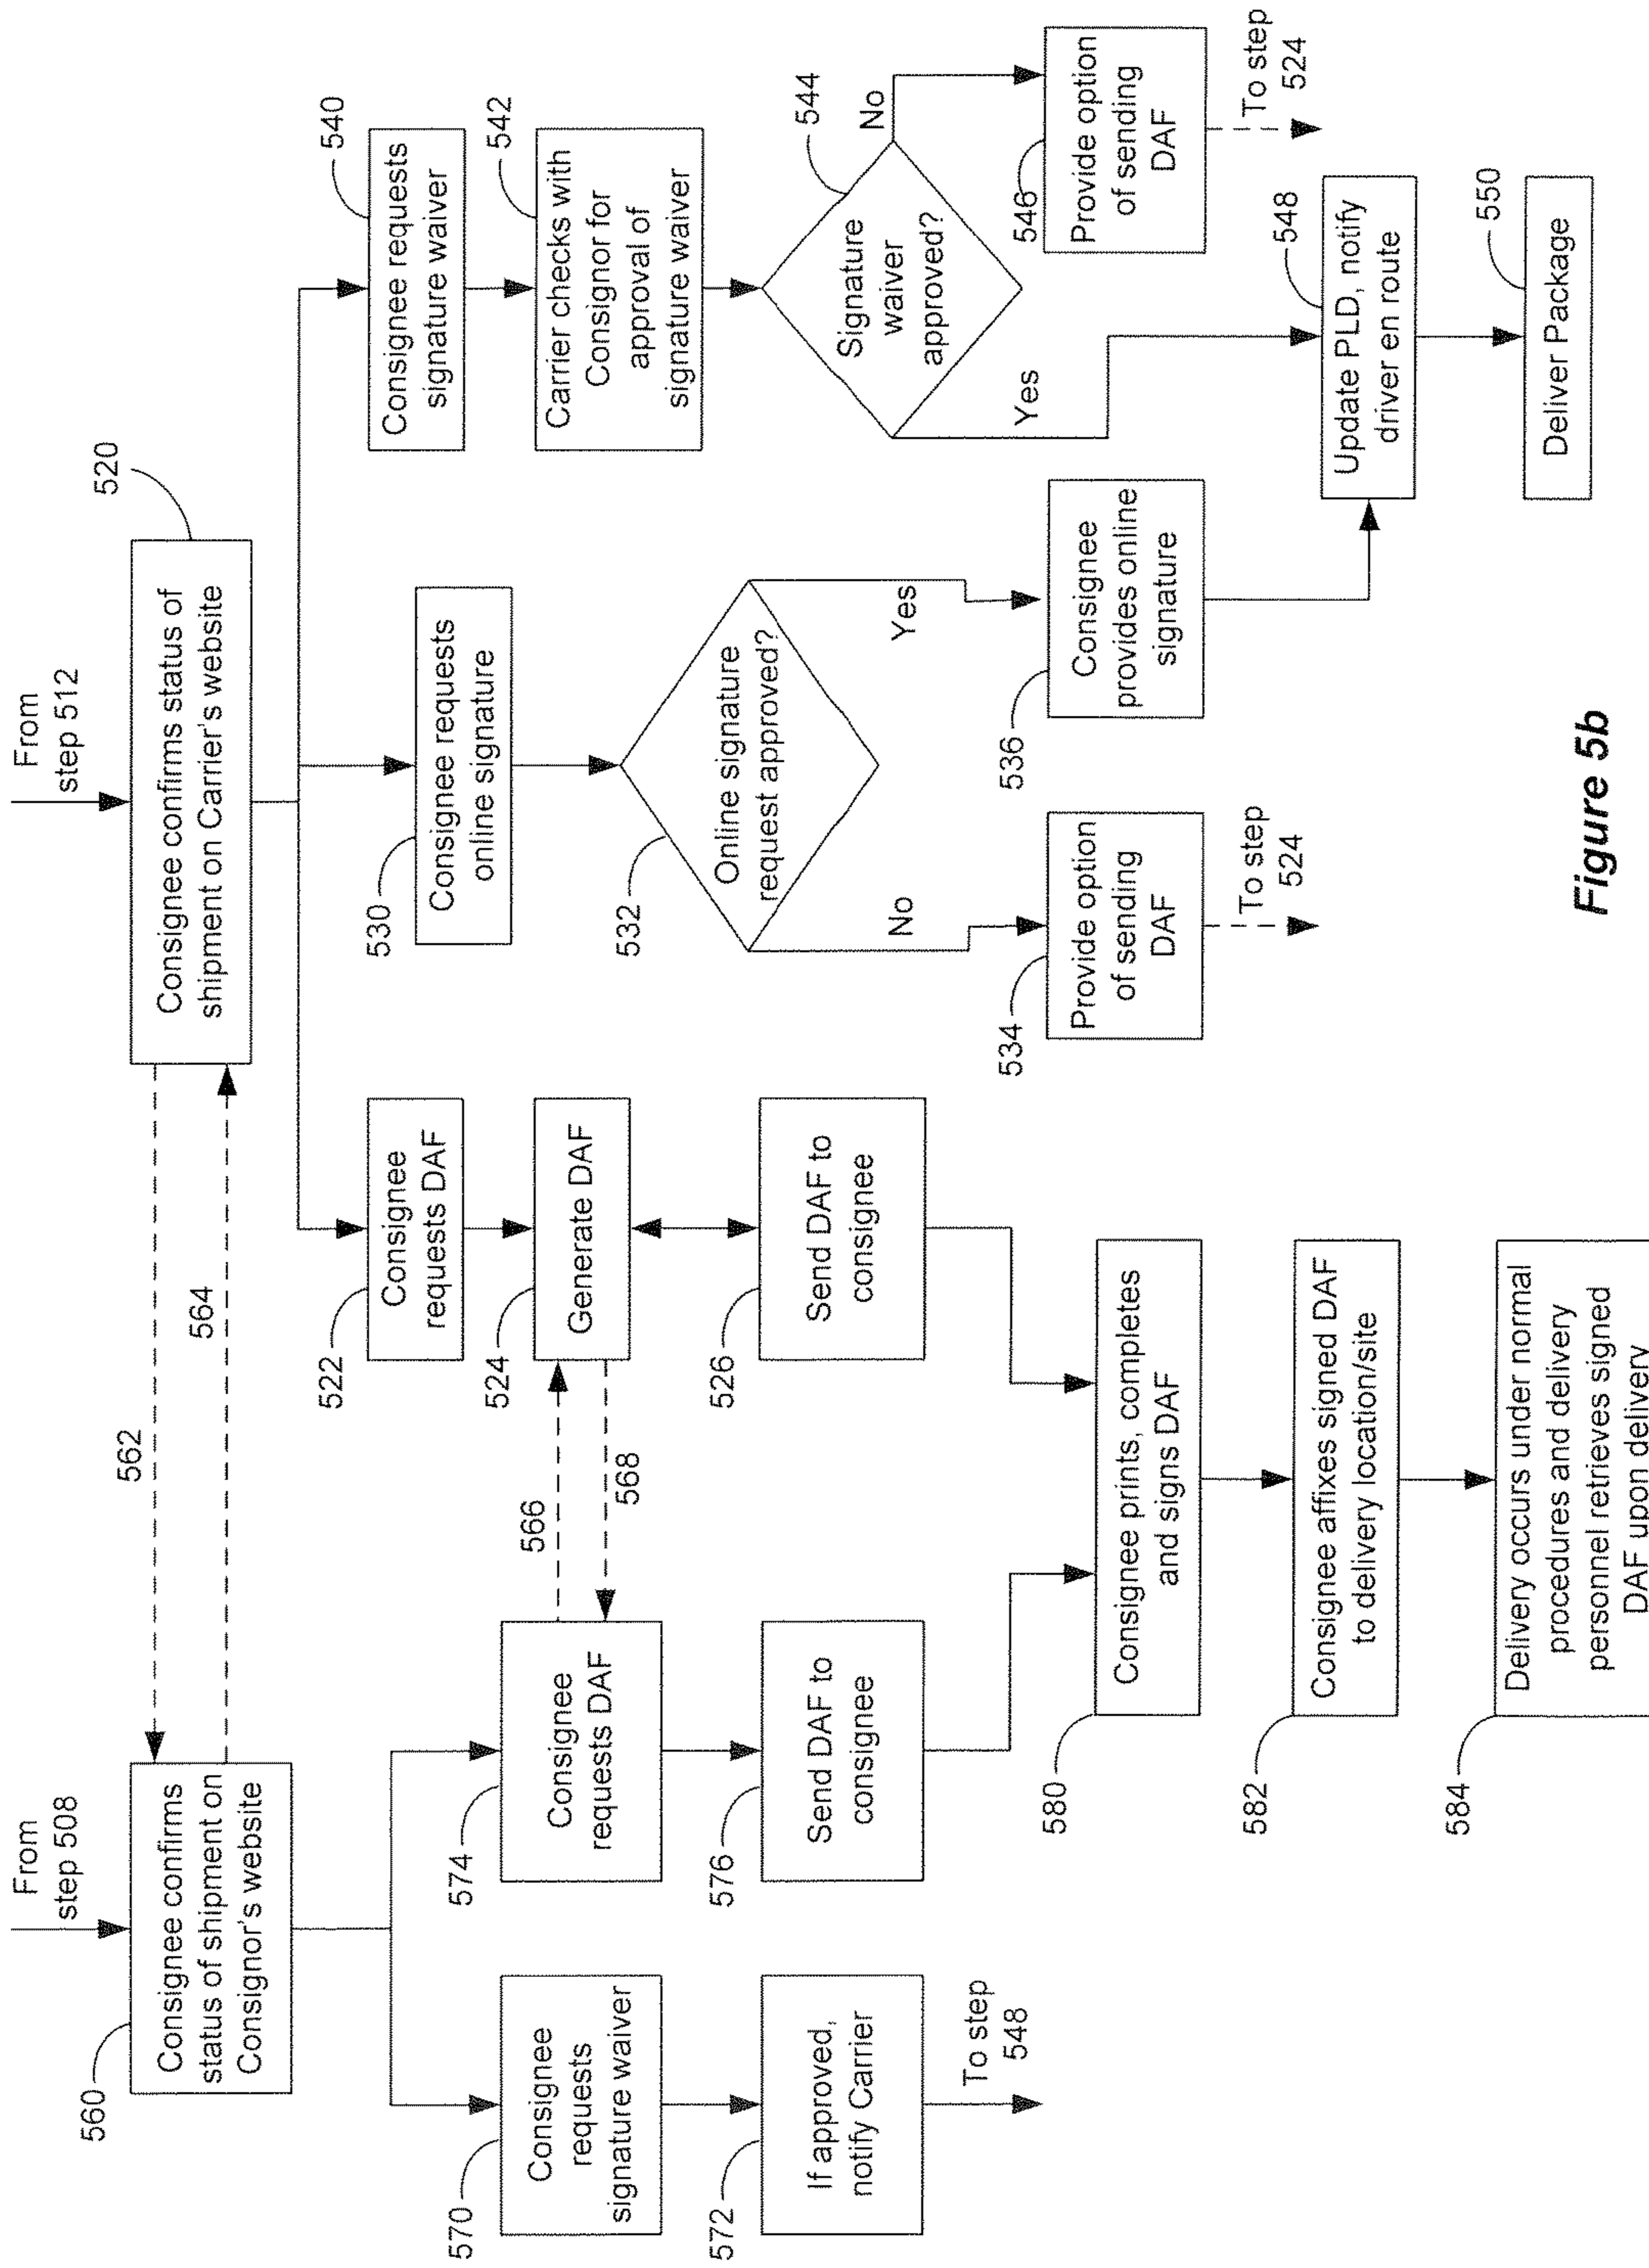 From
step 508
From
step 512
560
Consignee confirms
status of shipment on
Consignor's website
562
564
Consignee confirms status of
shipment on Carrier's website
520
570
Consignee
requests
signature waiver
572
If approved,
notify Carrier
To step
548
574
Consignee
requests DAF
576
Send DAF to
consignee
566
568
522
Consignee
requests DAF
524
Generate DAF
526
Send DAF to
consignee
580
Consignee prints, completes
and signs DAF
582
Consignee affixes signed DAF
to delivery location/site
584
Delivery occurs under normal
procedures and delivery
personnel retrieves signed
DAF upon delivery
530
Consignee requests
online signature
532
Online signature
request approved?
No
Yes
534
Provide option
of sending
DAF
To step
524
536
Consignee
provides online
signature
540
Consignee requests
signature waiver
542
Carrier checks with
Consignor for
approval of
signature waiver
544
Signature
waiver
approved?
Yes
No
546
Provide option
of sending
DAF
To step
524
548
Update PLD, notify
driver en route
550
Deliver Package
Figure 5b